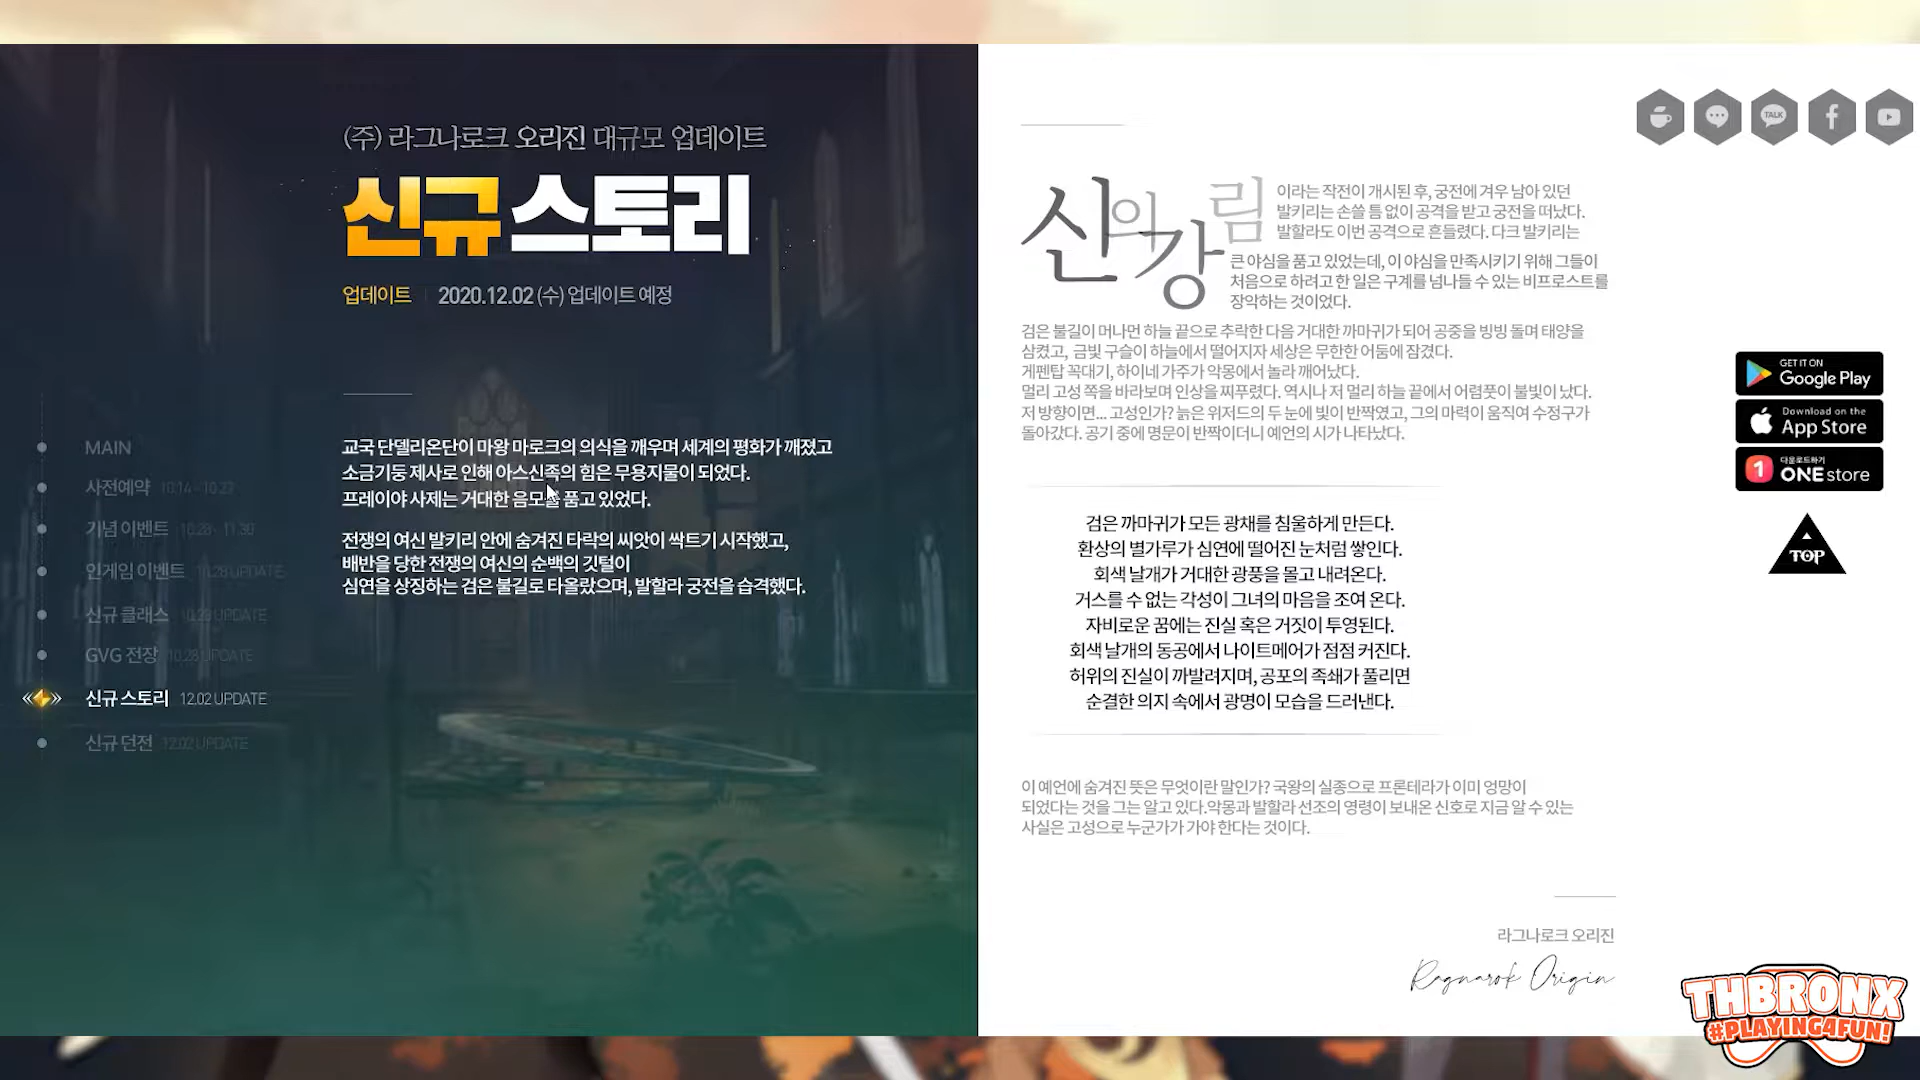 (주) 라그나로크 오리진 대규모 업데이트
신규 스토리
업데이트 2020.12.02 (수) 업데이트 예정
MAIN
사전예약 10.14 - 10.27
기념 이벤트 10.28 - 11.30
인게임 이벤트 10.28 UPDATE
신규 클래스 10.28 UPDATE
GVG 전장 10.28 UPDATE
신규 스토리 12.02 UPDATE
신규 던전 12.02 UPDATE
교국 단델리온단이 마왕 마로크의 의식을 깨우며 세계의 평화가 깨졌고
소금기둥 제사로 인해 아스신족의 힘은 무용지물이 되었다.
프레이야 사제는 거대한 음모를 품고 있었다.
전쟁의 여신 발키리 안에 숨겨진 타락의 씨앗이 싹트기 시작했고,
배반을 당한 전쟁의 여신의 순백의 깃털이
심연을 상징하는 검은 불길로 타올랐으며, 발할라 궁전을 습격했다.
신의 강림
이라는 작전이 개시된 후, 궁전에 겨우 남아 있던
발키리는 손쓸 틈 없이 공격을 받고 궁전을 떠났다.
발할라도 이번 공격으로 흔들렸다. 다크 발키리는
큰 야심을 품고 있었는데, 이 야심을 만족시키기 위해 그들이
처음으로 하려고 한 일은 구계를 넘나들 수 있는 비프로스트를
장악하는 것이었다.
검은 불길이 머나먼 하늘 끝으로 추락한 다음 거대한 까마귀가 되어 공중을 빙빙 돌며 태양을
삼켰고, 금빛 구슬이 하늘에서 떨어지자 세상은 무한한 어둠에 잠겼다.
게펜탑 꼭대기, 하이네 가주가 악몽에서 놀라 깨어났다.
멀리 고성 쪽을 바라보며 인상을 찌푸렸다. 역시나 저 멀리 하늘 끝에서 어렴풋이 불빛이 났다.
저 방향이면... 고성인가? 늙은 위저드의 두 눈에 빛이 반짝였고, 그의 마력이 움직여 수정구가
돌아갔다. 공기 중에 명문이 반짝이더니 예언의 시가 나타났다.
검은 까마귀가 모든 광채를 침울하게 만든다.
환상의 별가루가 심연에 떨어진 눈처럼 쌓인다.
회색 날개가 거대한 광풍을 몰고 내려온다.
거스를 수 없는 각성이 그녀의 마음을 조여 온다.
자비로운 꿈에는 진실 혹은 거짓이 투영된다.
회색 날개의 동공에서 나이트메어가 점점 커진다.
허위의 진실이 까발려지며, 공포의 족쇄가 풀리면
순결한 의지 속에서 광명이 모습을 드러낸다.
이 예언에 숨겨진 뜻은 무엇이란 말인가? 국왕의 실종으로 프론테라가 이미 엉망이
되었다는 것을 그는 알고 있다.악몽과 발할라 선조의 영령이 보내온 신호로 지금 알 수 있는
사실은 고성으로 누군가가 가야 한다는 것이다.
라그나로크 오리진
Ragnarok Origin
TALK
GET IT ON
Google Play
Download on the
App Store
다운로드하기
1 ONE store
TOP
THBRONX
#PLAYING4FUN!